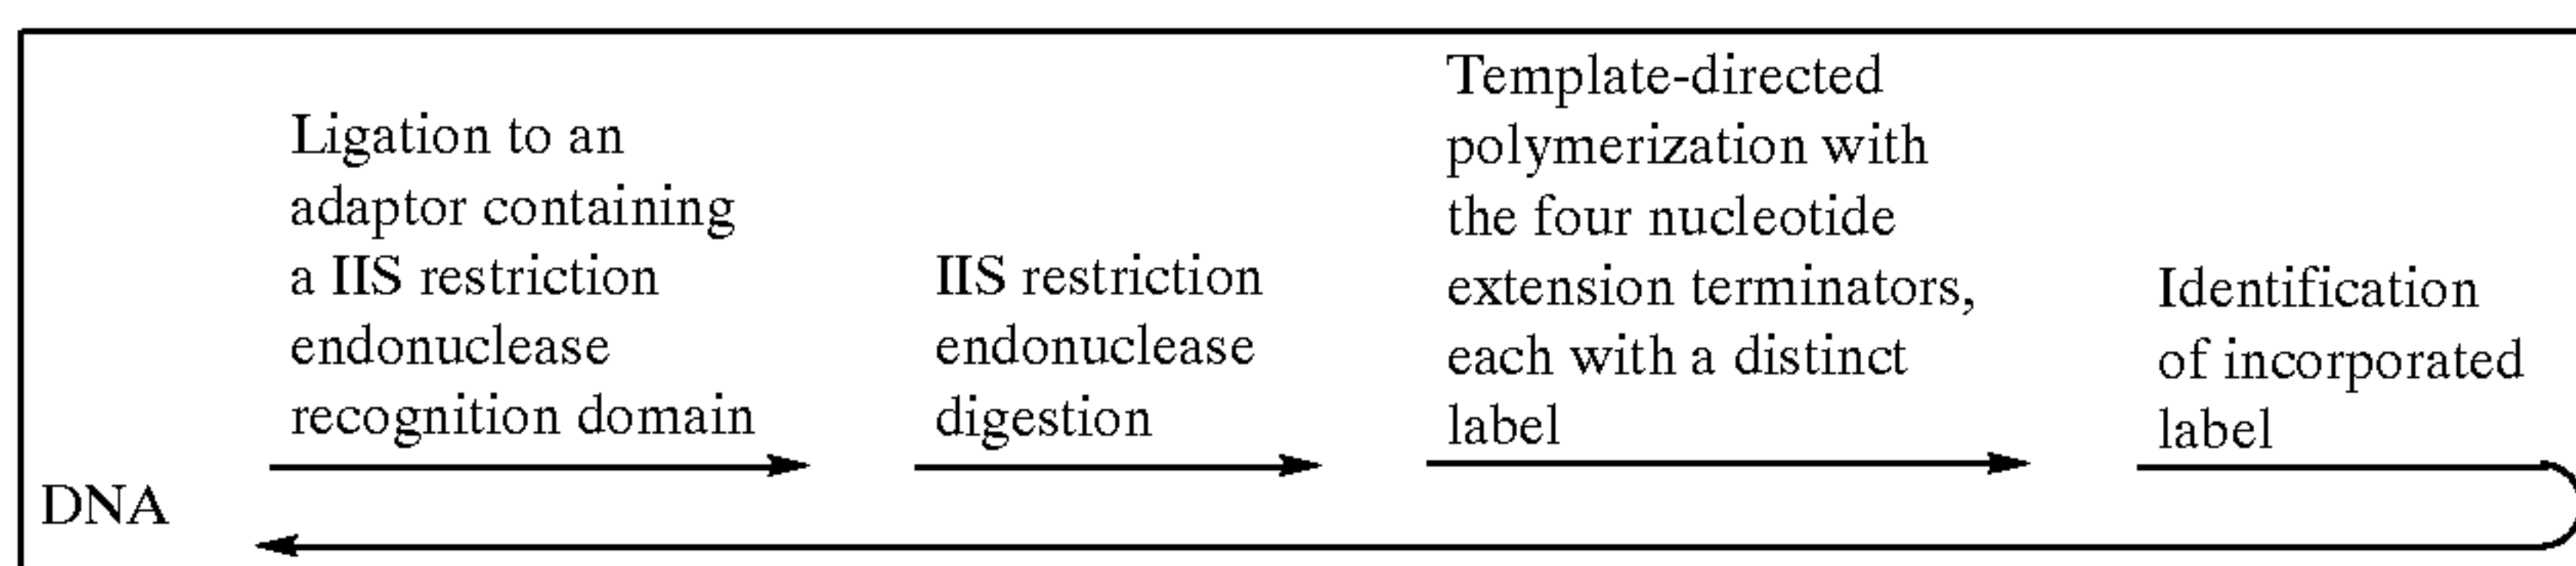 Ligation to an
adaptor containing
a IIS restriction
endonuclease
recognition domain
IIS restriction
endonuclease
digestion
Template-directed
polymerization with
the four nucleotide
extension terminators,
each with a distinct
label
Identification
of incorporated
label
DNA